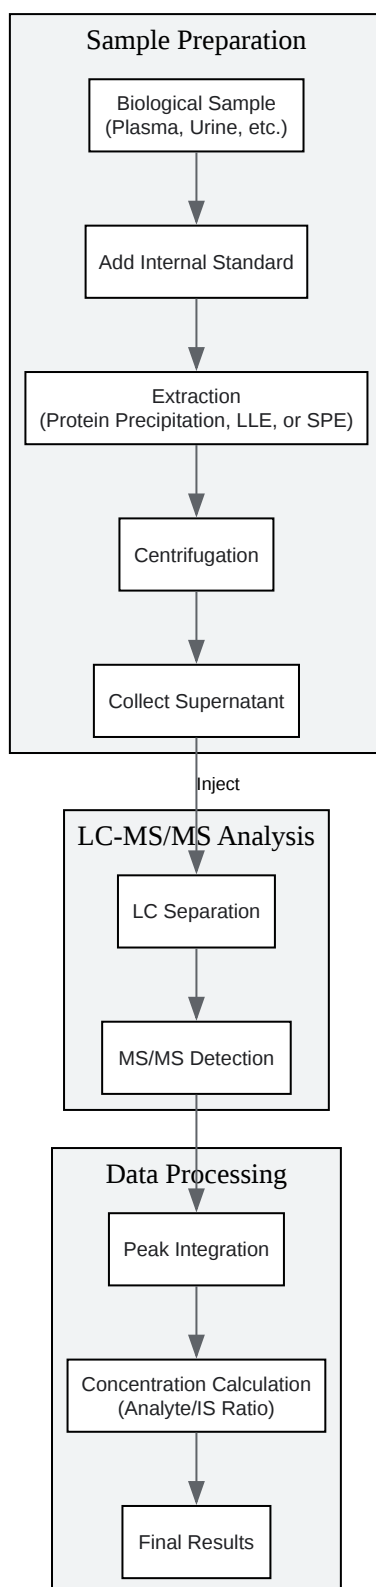 Sample Preparation
Biological Sample
(Plasma, Urine, etc.)
Add Internal Standard
Extraction
(Protein Precipitation, LLE, or SPE)
Centrifugation
Collect Supernatant
Inject
LC-MS/MS Analysis
LC Separation
MS/MS Detection
Data Processing
Peak Integration
Concentration Calculation
(Analyte/IS Ratio)
Final Results